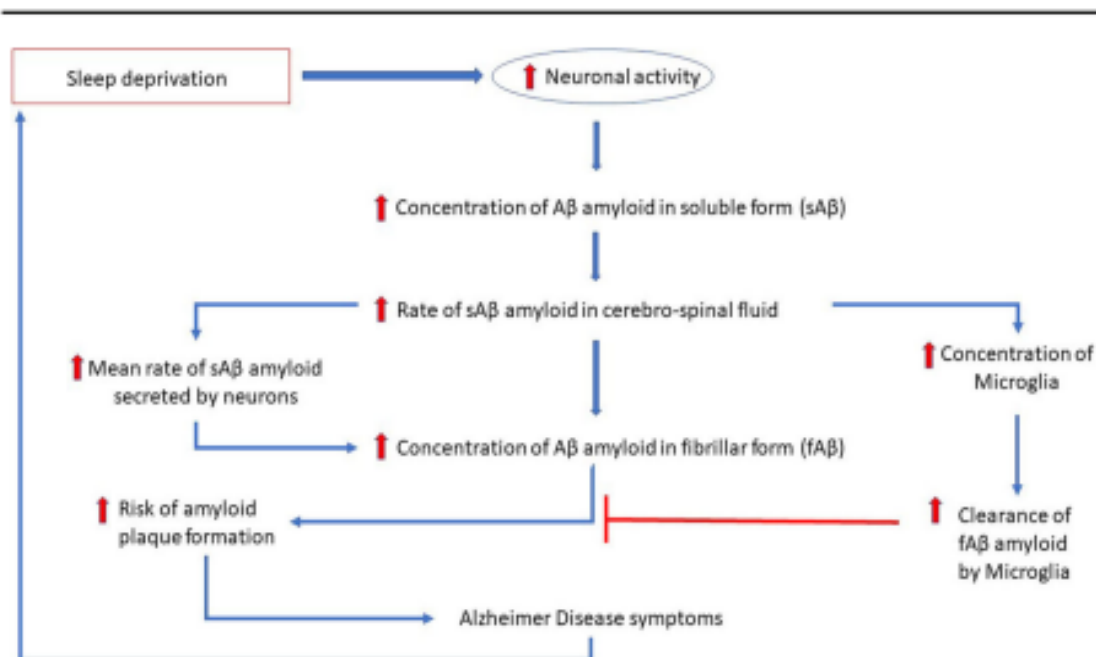 Sleep deprivation
Neuronal activity
Concentration of Aβ amyloid in soluble form (sAβ)
Rate of sAβ amyloid in cerebro-spinal fluid
Mean rate of sAβ amyloid
secreted by neurons
Concentration of
Microglia
Concentration of Aβ amyloid in fibrillar form (fAβ)
Risk of amyloid
plaque formation
Clearance of
fAβ amyloid
by Microglia
Alzheimer Disease symptoms